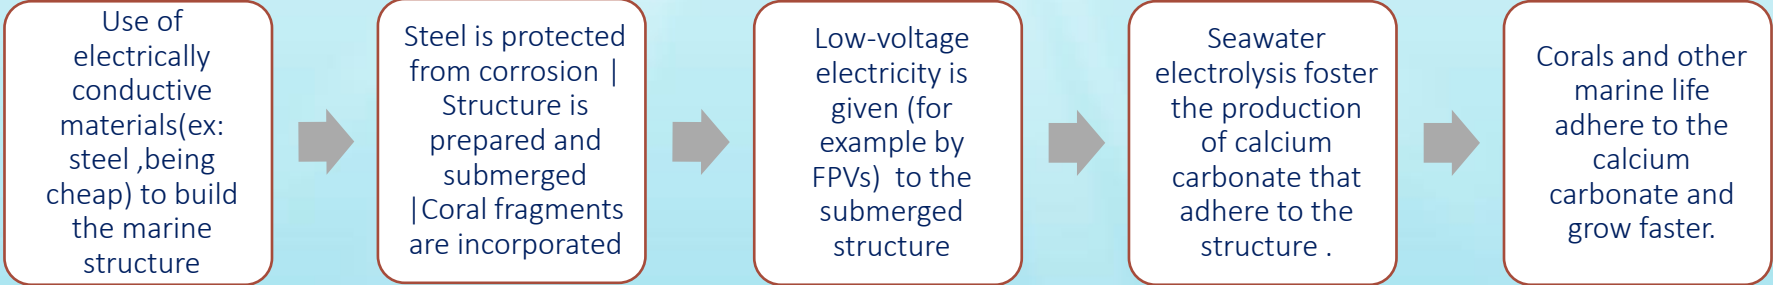 Use of
electrically
conductive
materials(ex:
steel ,being
cheap) to build
the marine
structure
Steel is protected
from corrosion |
Structure is
prepared and
submerged
|Coral fragments
are incorporated
Low-voltage
electricity is
given (for
example by
FPVs)  to the
submerged
structure
Seawater
electrolysis foster
the production
of calcium
carbonate that
adhere to the
structure .
Corals and other
marine life
adhere to the
calcium
carbonate and
grow faster.